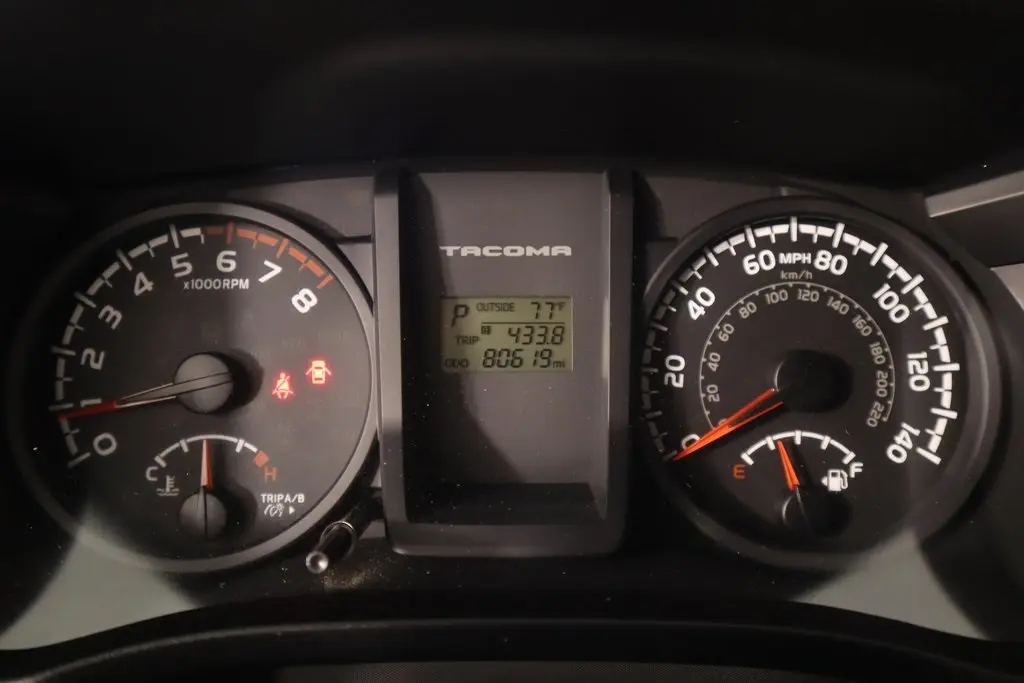 TACOMA
P OUTSIDE 77°F
TRIP B 433.8
ODO 80619 mi
0 1 2 3 4 5 6 7 8
x1000RPM
C H
TRIP A/B
0 20 40 60 MPH 80 100 120 140
km/h
0 20 40 60 80 100 120 140 160 180 200 220
E F